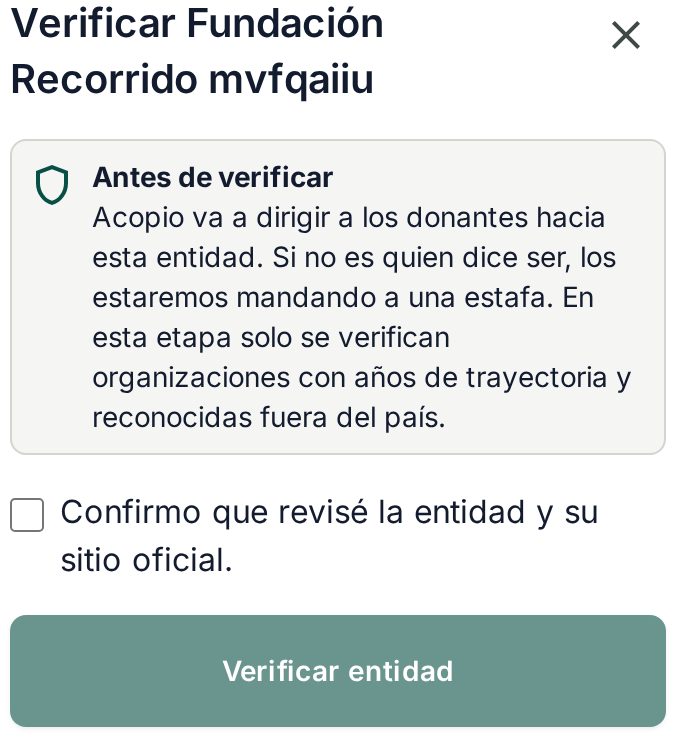 Verificar Fundación
Recorrido mvfqaiiu
Antes de verificar
Acopio va a dirigir a los donantes hacia
esta entidad. Si no es quien dice ser, los
estaremos mandando a una estafa. En
esta etapa solo se verifican
organizaciones con años de trayectoria y
reconocidas fuera del país.
Confirmo que revisé la entidad y su
sitio oficial.
Verificar entidad